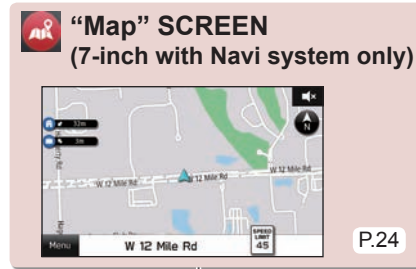 “Map” SCREEN
(7-inch with Navi system only)
N
32m
3m
W 12 Mile Rd
W 12 Mile Rd
W 12 Mile Rd
Menu
W 12 Mile Rd
SPEED
LIMIT
45
P.24